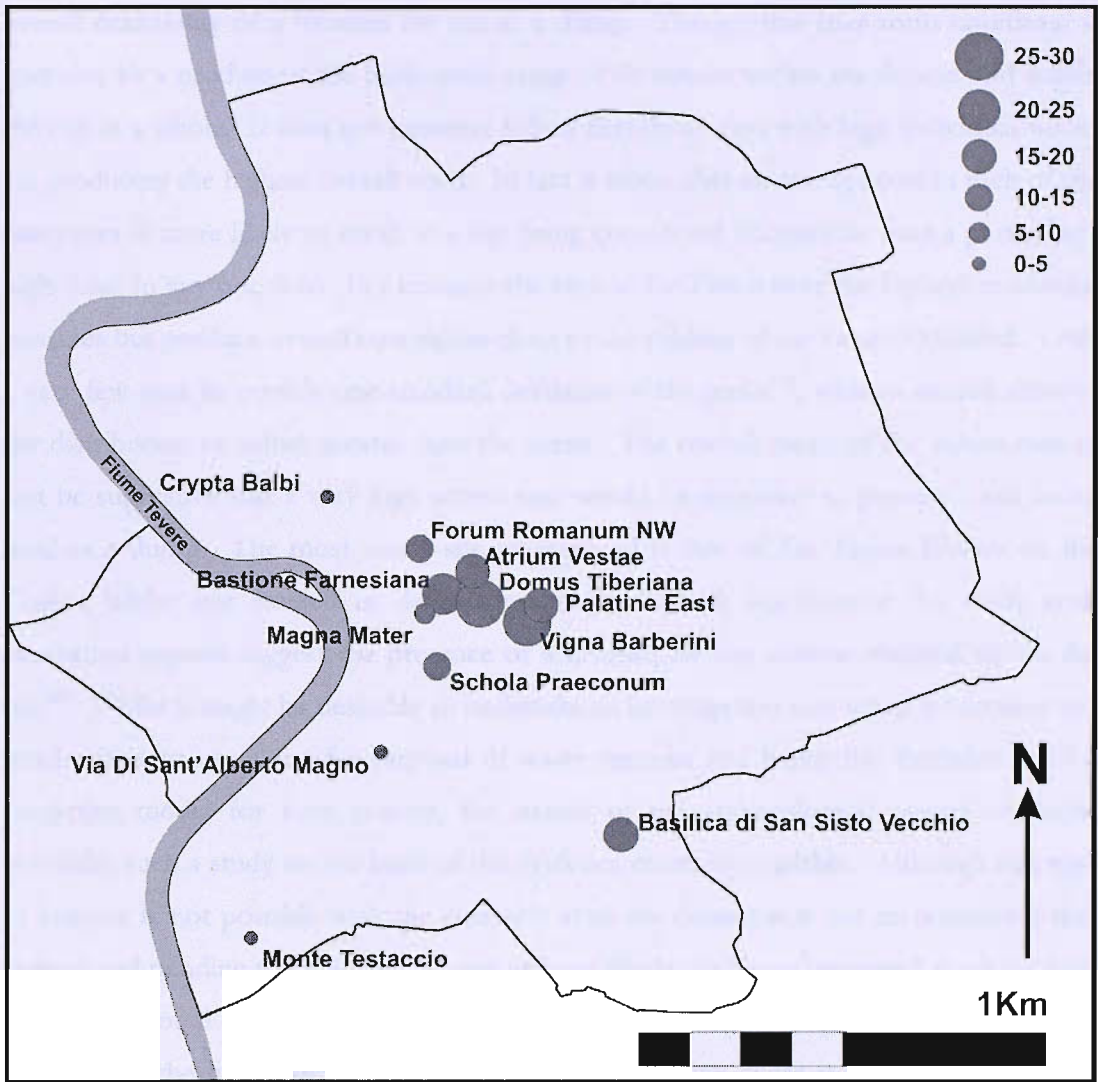 25-30
20-25
15-20
10-15
5-10
0-5
Fiume Tevere
Crypta Balbi
Forum Romanum NW
Atrium Vestae
Bastione Farnesiana
Domus Tiberiana
Palatine East
Magna Mater
Vigna Barberini
Schola Praeconum
Via Di Sant'Alberto Magno
N
Basilica di San Sisto Vecchio
Monte Testaccio
1Km